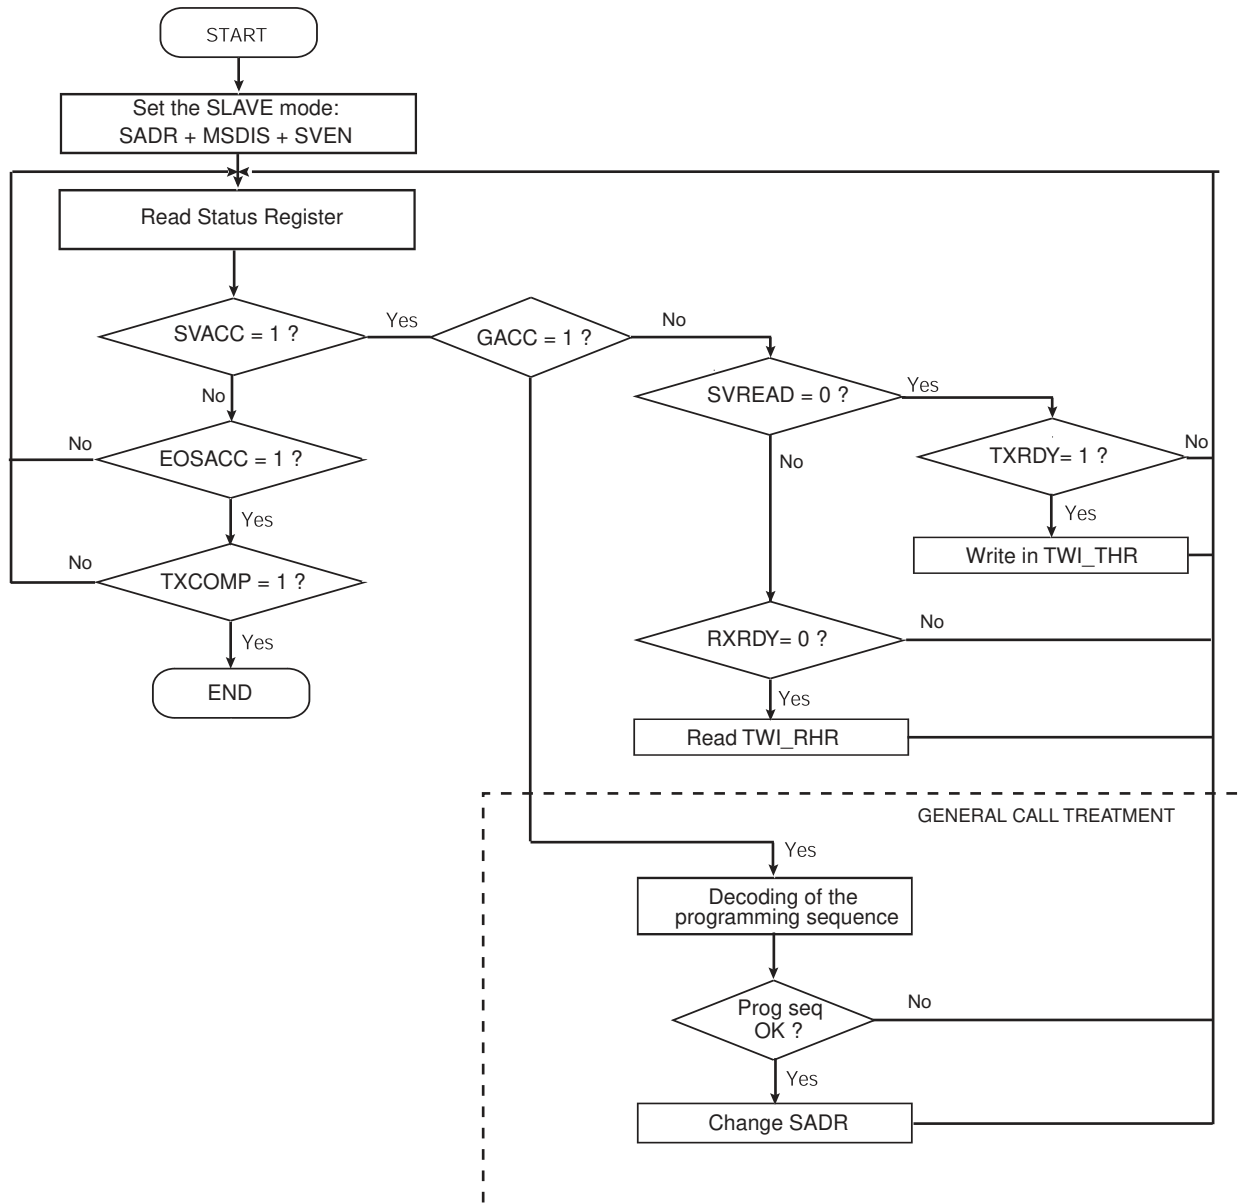 START
Set the SLAVE mode:
SADR + MSDIS + SVEN
Read Status Register
SVACC = 1 ?
Yes
GACC = 1 ?
No
SVREAD = 0 ?
Yes
No
EOSACC = 1 ?
No
No
TXRDY= 1 ?
No
Yes
Yes
Write in TWI_THR
No
TXCOMP = 1 ?
Yes
END
RXRDY= 0 ?
No
Yes
Read TWI_RHR
GENERAL CALL TREATMENT
Yes
Decoding of the
programming sequence
Prog seq
OK ?
No
Yes
Change SADR